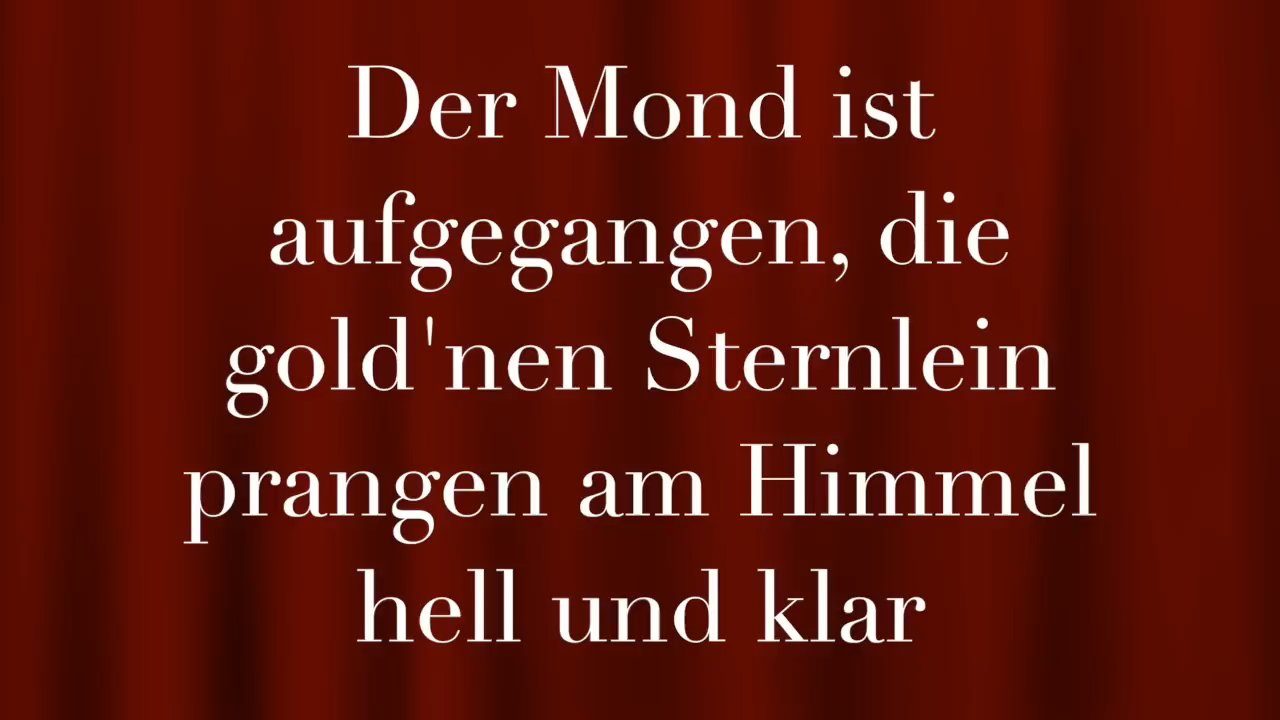 Der Mond ist
aufgegangen, die
gold'nen Sternlein
prangen am Himmel
hell und klar